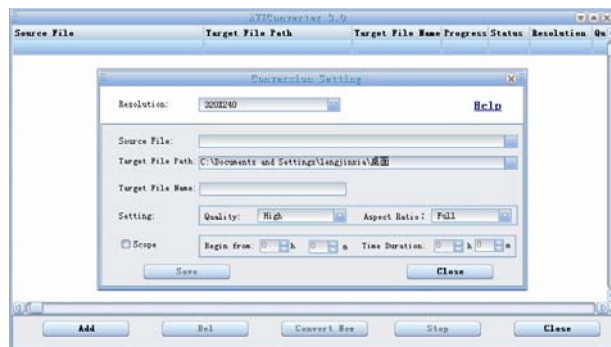 AVIConverter 3.0
Source File Target File Path Target File Name Progress Status Resolution Qu
Conversion Setting
Resolution: 320X240 Help
Source File:
Target File Path: C:\Documents and Settings\lengjinxia\桌面
Target File Name:
Setting: Quality: High Aspect Ratio: Full
Scope Begin from: 0 h 0 m Time Duration: 0 h 0 m
Save Close
Add Del Convert Now Stop Close